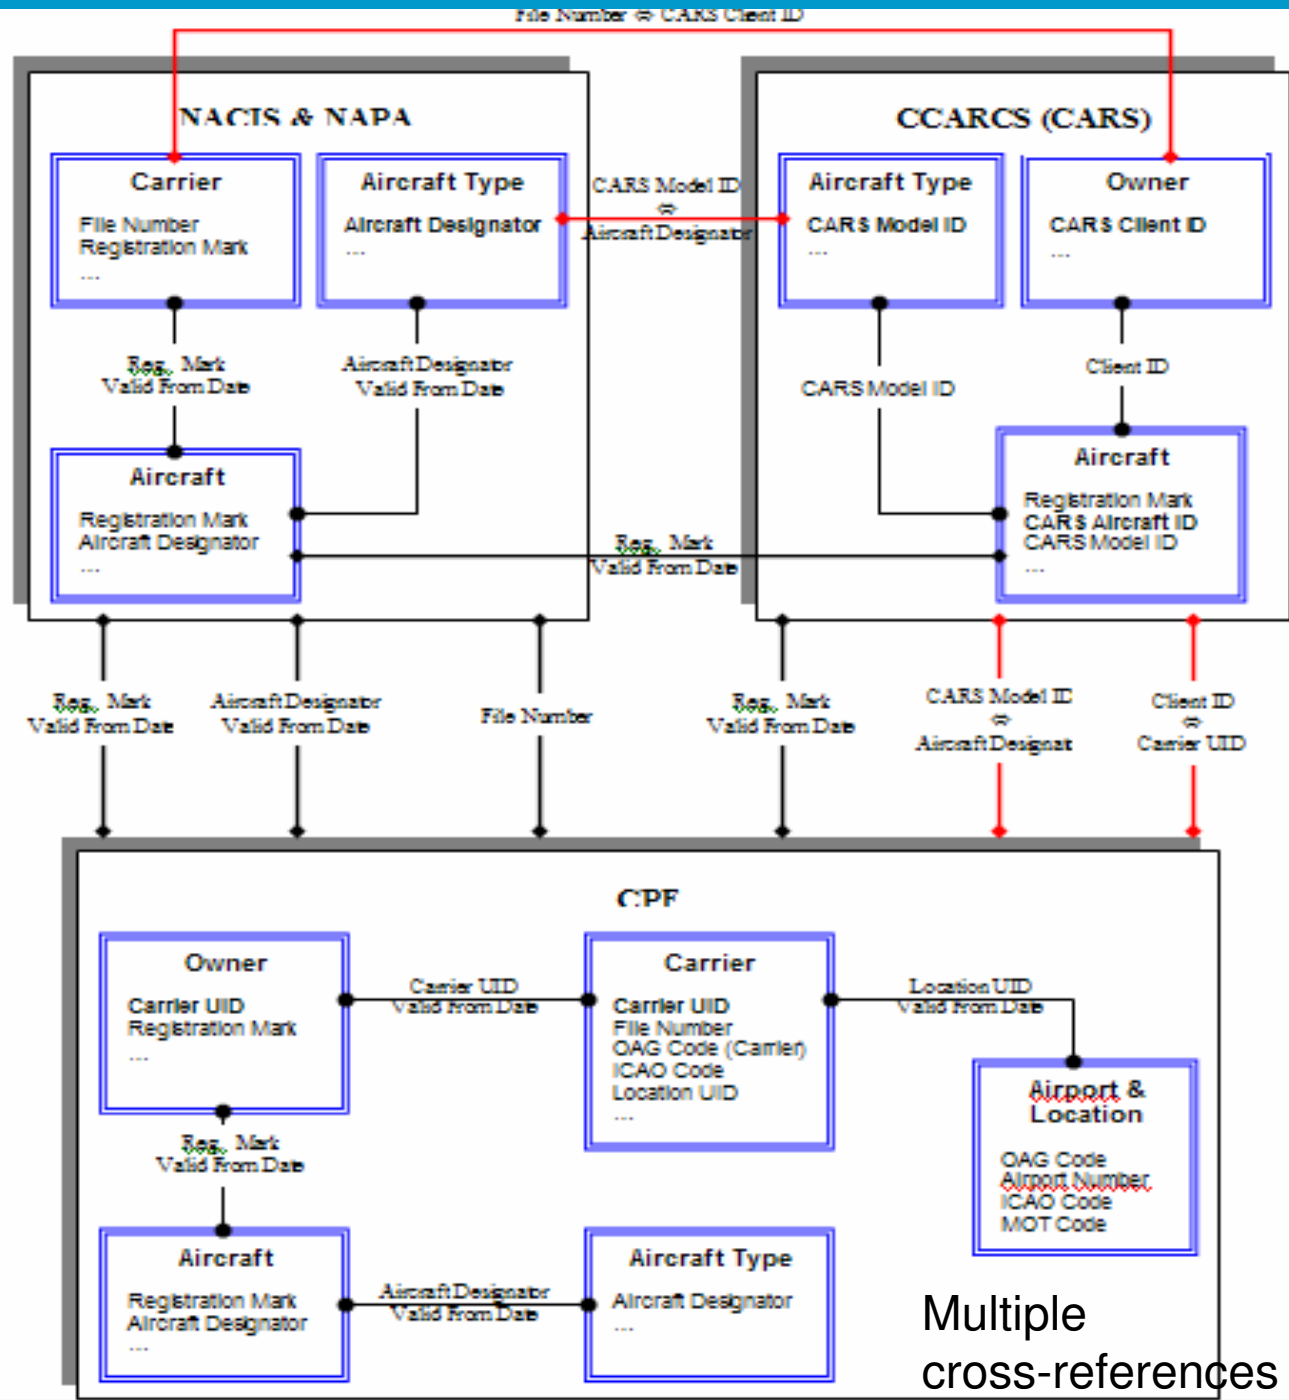 File Number ⇔ CARS Client ID
NACIS & NAPA
CCARCS (CARS)
Carrier
File Number
Registration Mark
...
Aircraft Type
Aircraft Designator
...
CARS Model ID
⇔
Aircraft Designator
Aircraft Type
CARS Model ID
...
Owner
CARS Client ID
...
Reg. Mark
Valid From Date
Aircraft Designator
Valid From Date
CARS Model ID
Client ID
Aircraft
Registration Mark
Aircraft Designator
...
Reg. Mark
Valid From Date
Aircraft
Registration Mark
CARS Aircraft ID
CARS Model ID
...
Reg. Mark
Valid From Date
Aircraft Designator
Valid From Date
File Number
Reg. Mark
Valid From Date
CARS Model ID
⇔
Aircraft Designat
Client ID
⇔
Carrier UID
CPF
Owner
Carrier UID
Registration Mark
...
Carrier UID
Valid From Date
Carrier
Carrier UID
File Number
OAG Code (Carrier)
ICAO Code
Location UID
...
Location UID
Valid From Date
Airport &
Location
OAG Code
Airport Number
ICAO Code
MOT Code
Reg. Mark
Valid From Date
Aircraft
Registration Mark
Aircraft Designator
...
Aircraft Designator
Valid From Date
Aircraft Type
Aircraft Designator
...
Multiple
cross-references